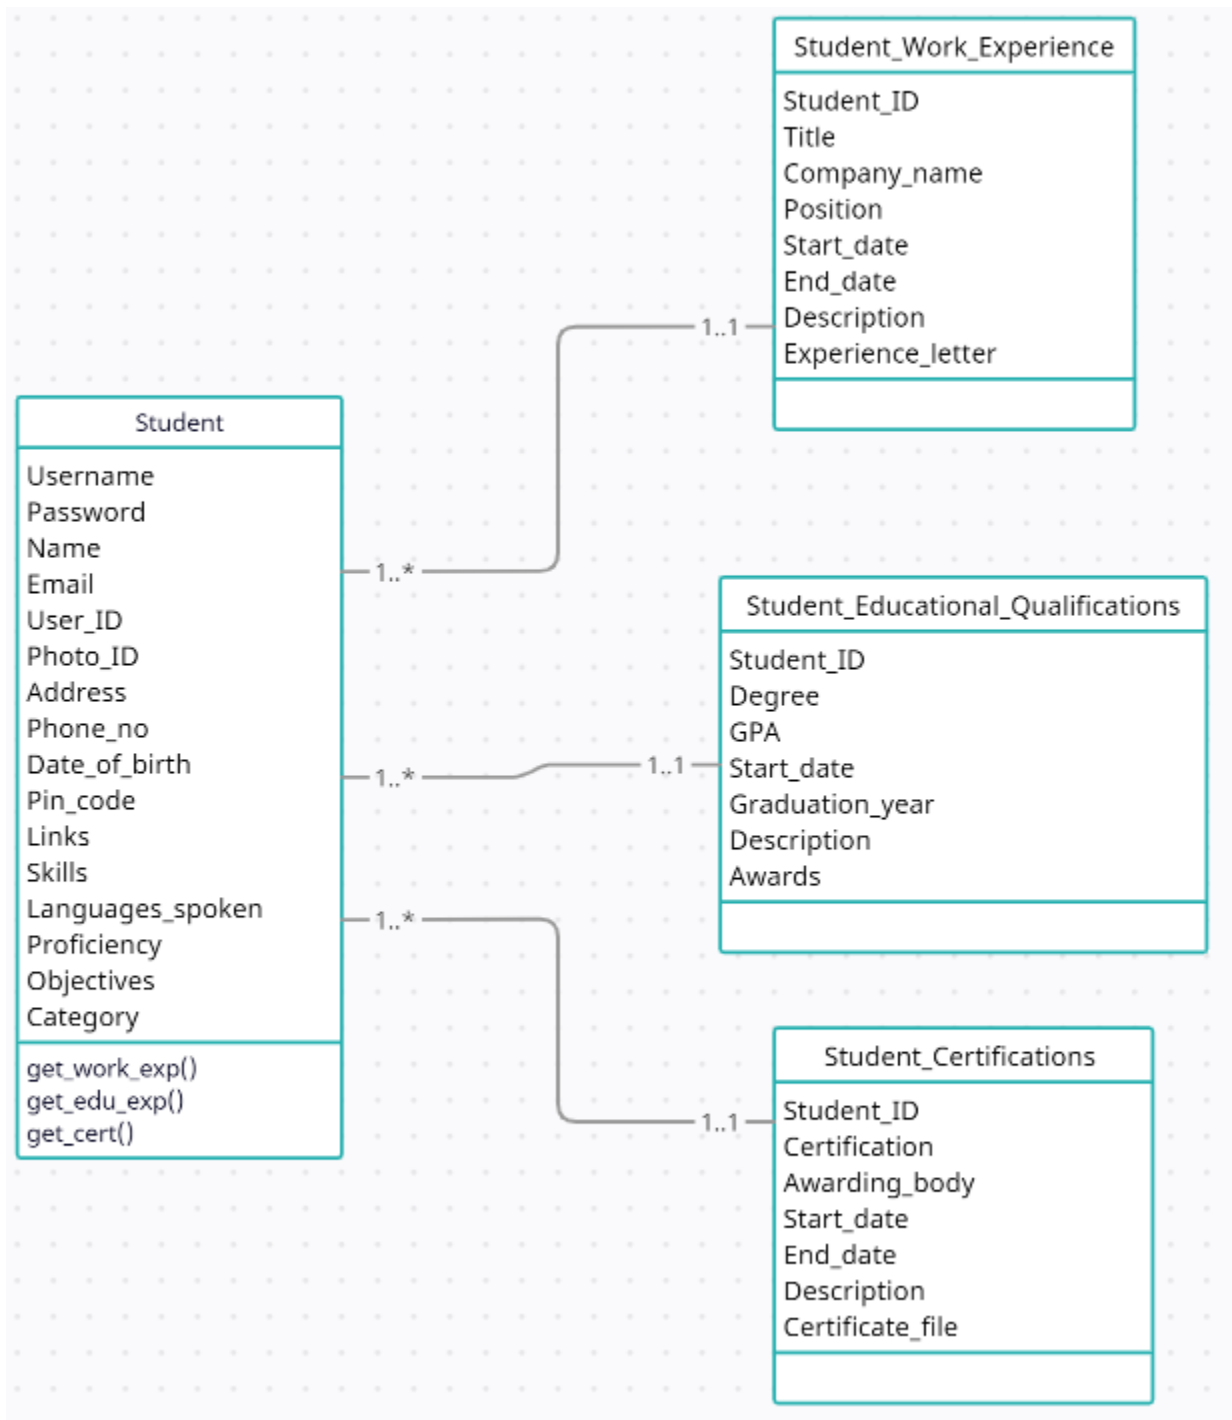 Student_Work_Experience
Student_ID
Title
Company_name
Position
Start_date
End_date
Description
Experience_letter
1..1
Student
Username
Password
Name
Email
User_ID
Photo_ID
Address
Phone_no
Date_of_birth
Pin_code
Links
Skills
Languages_spoken
Proficiency
Objectives
Category
get_work_exp()
get_edu_exp()
get_cert()
1..*
1..*
1..*
Student_Educational_Qualifications
Student_ID
Degree
GPA
Start_date
Graduation_year
Description
Awards
1..1
Student_Certifications
Student_ID
Certification
Awarding_body
Start_date
End_date
Description
Certificate_file
1..1